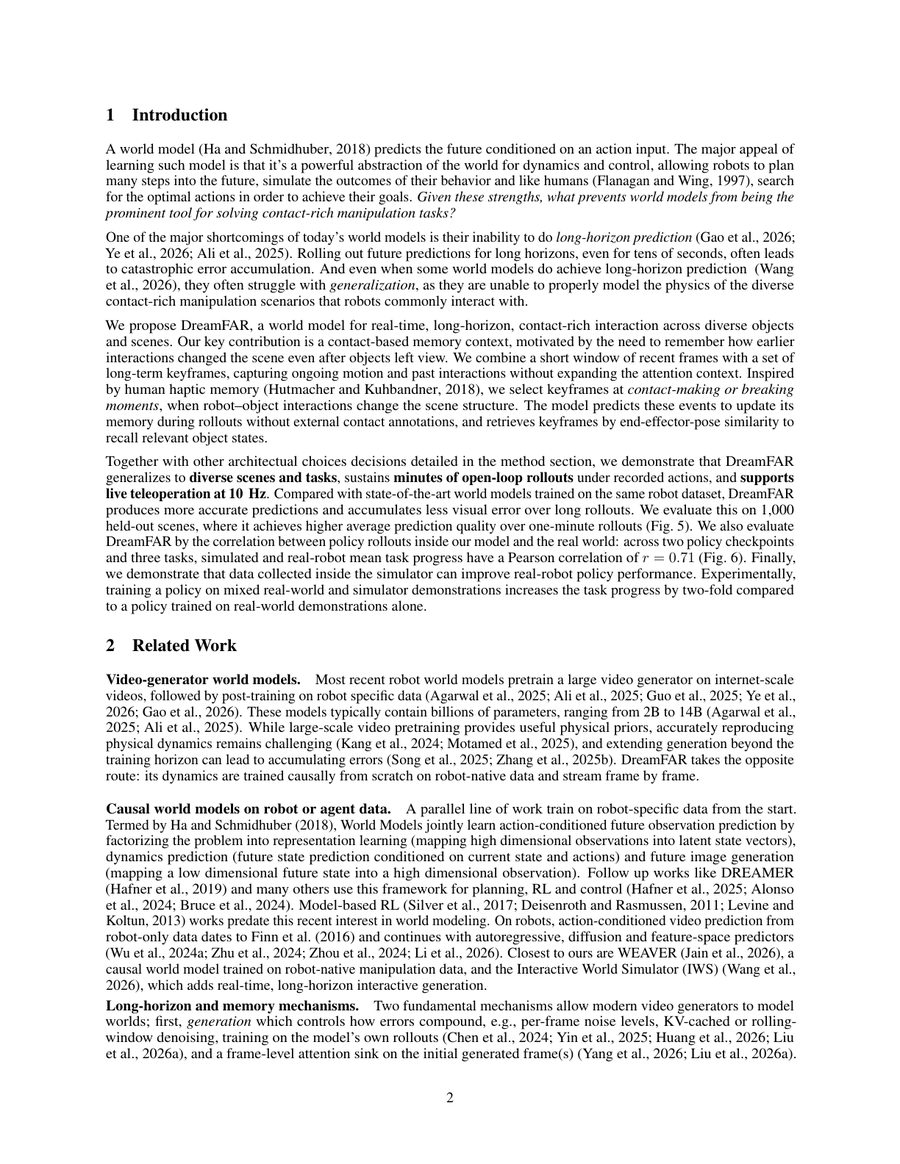 1 Introduction
A world model (Ha and Schmidhuber, 2018) predicts the future conditioned on an action input. The major appeal of
learning such model is that it's a powerful abstraction of the world for dynamics and control, allowing robots to plan
many steps into the future, simulate the outcomes of their behavior and like humans (Flanagan and Wing, 1997), search
for the optimal actions in order to achieve their goals. Given these strengths, what prevents world models from being the
prominent tool for solving contact-rich manipulation tasks?
One of the major shortcomings of today's world models is their inability to do long-horizon prediction (Gao et al., 2026;
Ye et al., 2026; Ali et al., 2025). Rolling out future predictions for long horizons, even for tens of seconds, often leads
to catastrophic error accumulation. And even when some world models do achieve long-horizon prediction (Wang
et al., 2026), they often struggle with generalization, as they are unable to properly model the physics of the diverse
contact-rich manipulation scenarios that robots commonly interact with.
We propose DreamFAR, a world model for real-time, long-horizon, contact-rich interaction across diverse objects
and scenes. Our key contribution is a contact-based memory context, motivated by the need to remember how earlier
interactions changed the scene even after objects left view. We combine a short window of recent frames with a set of
long-term keyframes, capturing ongoing motion and past interactions without expanding the attention context. Inspired
by human haptic memory (Hutmacher and Kuhbandner, 2018), we select keyframes at contact-making or breaking
moments, when robot–object interactions change the scene structure. The model predicts these events to update its
memory during rollouts without external contact annotations, and retrieves keyframes by end-effector-pose similarity to
recall relevant object states.
Together with other architectual choices decisions detailed in the method section, we demonstrate that DreamFAR
generalizes to diverse scenes and tasks, sustains minutes of open-loop rollouts under recorded actions, and supports
live teleoperation at 10 Hz. Compared with state-of-the-art world models trained on the same robot dataset, DreamFAR
produces more accurate predictions and accumulates less visual error over long rollouts. We evaluate this on 1,000
held-out scenes, where it achieves higher average prediction quality over one-minute rollouts (Fig. 5). We also evaluate
DreamFAR by the correlation between policy rollouts inside our model and the real world: across two policy checkpoints
and three tasks, simulated and real-robot mean task progress have a Pearson correlation of r = 0.71 (Fig. 6). Finally,
we demonstrate that data collected inside the simulator can improve real-robot policy performance. Experimentally,
training a policy on mixed real-world and simulator demonstrations increases the task progress by two-fold compared
to a policy trained on real-world demonstrations alone.
2 Related Work
Video-generator world models. Most recent robot world models pretrain a large video generator on internet-scale
videos, followed by post-training on robot specific data (Agarwal et al., 2025; Ali et al., 2025; Guo et al., 2025; Ye et al.,
2026; Gao et al., 2026). These models typically contain billions of parameters, ranging from 2B to 14B (Agarwal et al.,
2025; Ali et al., 2025). While large-scale video pretraining provides useful physical priors, accurately reproducing
physical dynamics remains challenging (Kang et al., 2024; Motamed et al., 2025), and extending generation beyond the
training horizon can lead to accumulating errors (Song et al., 2025; Zhang et al., 2025b). DreamFAR takes the opposite
route: its dynamics are trained causally from scratch on robot-native data and stream frame by frame.
Causal world models on robot or agent data. A parallel line of work train on robot-specific data from the start.
Termed by Ha and Schmidhuber (2018), World Models jointly learn action-conditioned future observation prediction by
factorizing the problem into representation learning (mapping high dimensional observations into latent state vectors),
dynamics prediction (future state prediction conditioned on current state and actions) and future image generation
(mapping a low dimensional future state into a high dimensional observation). Follow up works like DREAMER
(Hafner et al., 2019) and many others use this framework for planning, RL and control (Hafner et al., 2025; Alonso
et al., 2024; Bruce et al., 2024). Model-based RL (Silver et al., 2017; Deisenroth and Rasmussen, 2011; Levine and
Koltun, 2013) works predate this recent interest in world modeling. On robots, action-conditioned video prediction from
robot-only data dates to Finn et al. (2016) and continues with autoregressive, diffusion and feature-space predictors
(Wu et al., 2024a; Zhu et al., 2024; Zhou et al., 2024; Li et al., 2026). Closest to ours are WEAVER (Jain et al., 2026), a
causal world model trained on robot-native manipulation data, and the Interactive World Simulator (IWS) (Wang et al.,
2026), which adds real-time, long-horizon interactive generation.
Long-horizon and memory mechanisms. Two fundamental mechanisms allow modern video generators to model
worlds; first, generation which controls how errors compound, e.g., per-frame noise levels, KV-cached or rolling-
window denoising, training on the model's own rollouts (Chen et al., 2024; Yin et al., 2025; Huang et al., 2026; Liu
et al., 2026a), and a frame-level attention sink on the initial generated frame(s) (Yang et al., 2026; Liu et al., 2026a).
2